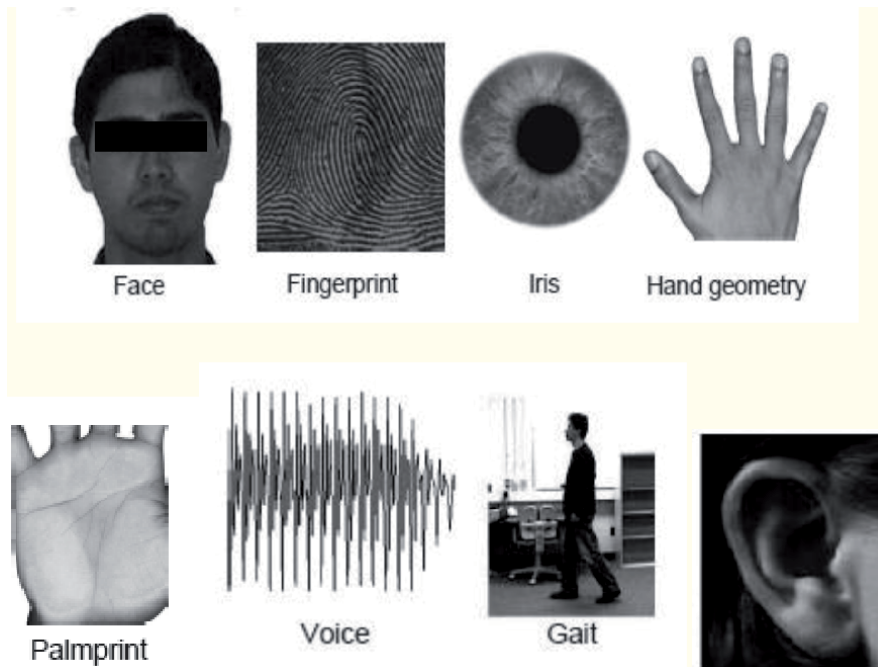 Face
Fingerprint
Iris
Hand geometry
Palmprint
Voice
Gait